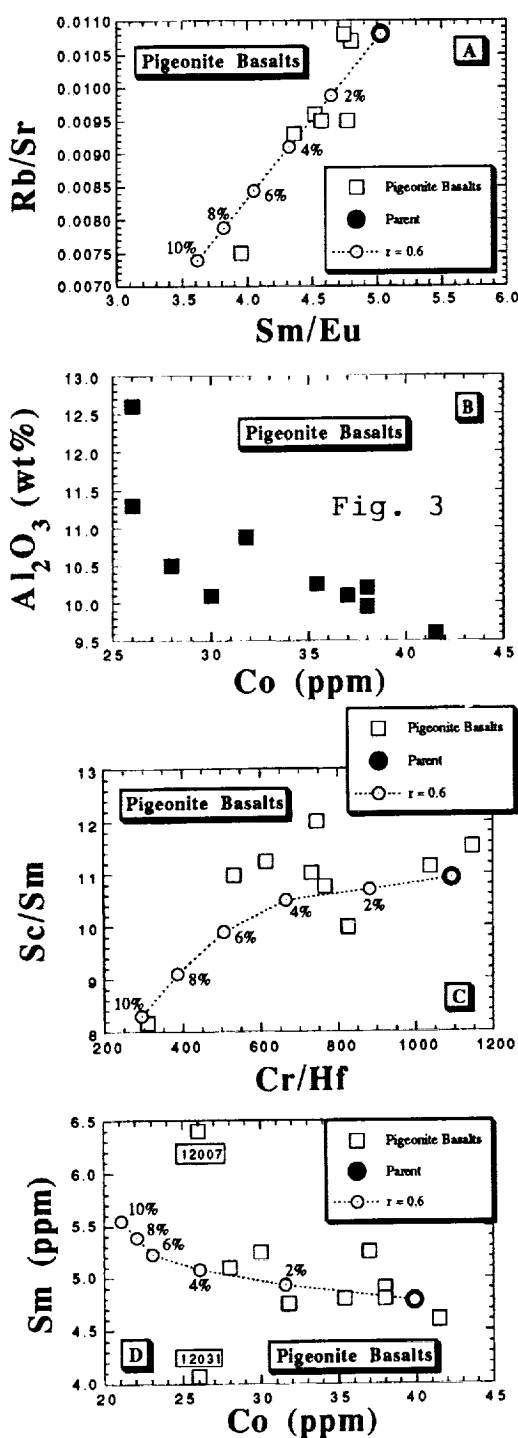 0.0110
0.0105
0.0100
0.0095
0.0090
0.0085
0.0080
0.0075
0.0070
Rb/Sr
Pigeonite Basalts
A
2%
4%
6%
8%
10%
Pigeonite Basalts
Parent
r = 0.6
3.0 3.5 4.0 4.5 5.0 5.5 6.0
Sm/Eu
13.0
12.5
12.0
11.5
11.0
10.5
10.0
9.5
Al2O3 (wt%)
B
Pigeonite Basalts
Fig. 3
25 30 35 40 45
Co (ppm)
Pigeonite Basalts
Parent
r = 0.6
13
12
11
10
9
8
Sc/Sm
Pigeonite Basalts
2%
4%
6%
8%
10%
C
200 400 600 800 1000 1200
Cr/Hf
6.5
6.0
5.5
5.0
4.5
4.0
Sm (ppm)
Pigeonite Basalts
Parent
r = 0.6
12007
10%
8%
6%
4%
2%
D
12031
Pigeonite Basalts
20 25 30 35 40 45
Co (ppm)